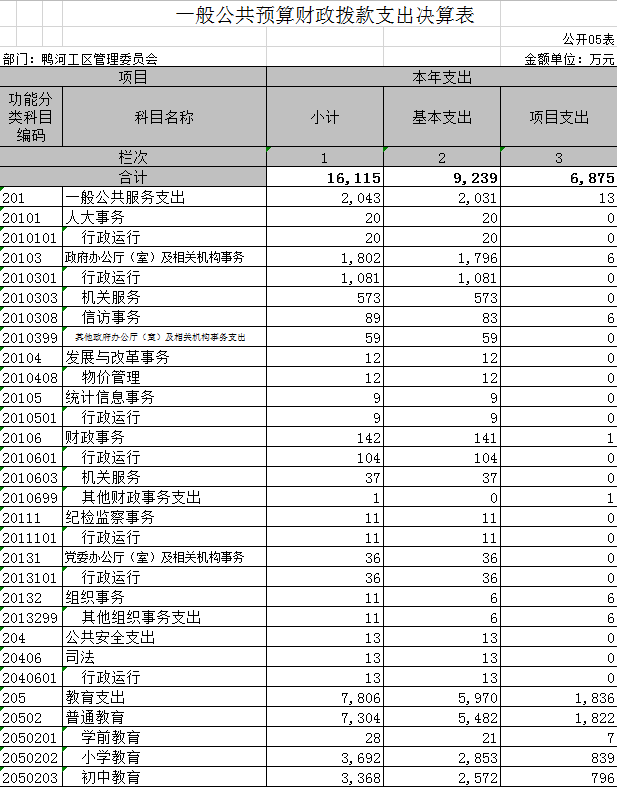 一般公共预算财政拨款支出决算表
公开05表
部门：鸭河工区管理委员会 金额单位：万元
项目 本年支出
功能分类科目编码 科目名称 小计 基本支出 项目支出
栏次 1 2 3
合计 16,115 9,239 6,875
201 一般公共服务支出 2,043 2,031 13
20101 人大事务 20 20 0
2010101 行政运行 20 20 0
20103 政府办公厅（室）及相关机构事务 1,802 1,796 6
2010301 行政运行 1,081 1,081 0
2010303 机关服务 573 573 0
2010308 信访事务 89 83 6
2010399 其他政府办公厅（室）及相关机构事务支出 59 59 0
20104 发展与改革事务 12 12 0
2010408 物价管理 12 12 0
20105 统计信息事务 9 9 0
2010501 行政运行 9 9 0
20106 财政事务 142 141 1
2010601 行政运行 104 104 0
2010603 机关服务 37 37 0
2010699 其他财政事务支出 1 0 1
20111 纪检监察事务 11 11 0
2011101 行政运行 11 11 0
20131 党委办公厅（室）及相关机构事务 36 36 0
2013101 行政运行 36 36 0
20132 组织事务 11 6 6
2013299 其他组织事务支出 11 6 6
204 公共安全支出 13 13 0
20406 司法 13 13 0
2040601 行政运行 13 13 0
205 教育支出 7,806 5,970 1,836
20502 普通教育 7,304 5,482 1,822
2050201 学前教育 28 21 7
2050202 小学教育 3,692 2,853 839
2050203 初中教育 3,368 2,572 796